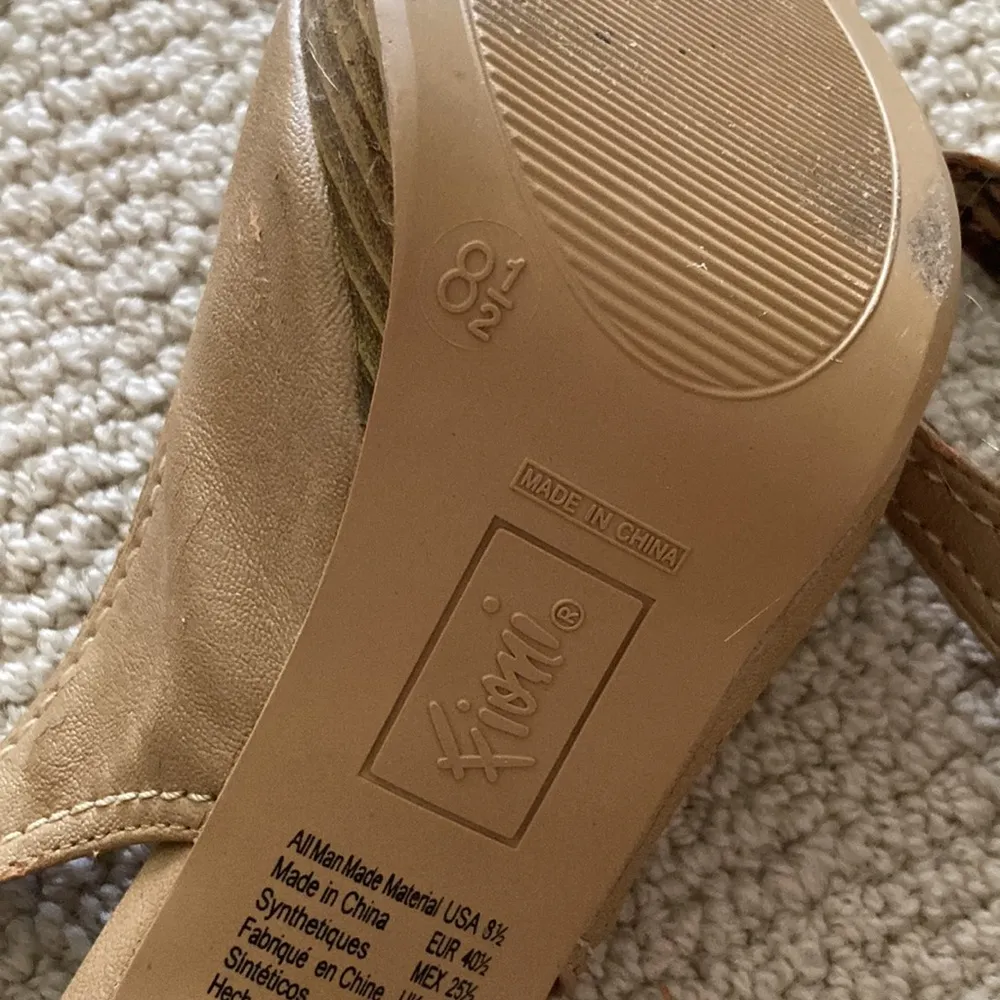 8 1/2
MADE IN CHINA
Fioni®
All Man Made Material USA 8½
Made in China EUR 40½
Synthetiques MEX 25½
Fabriqué en Chine
Sintéticos